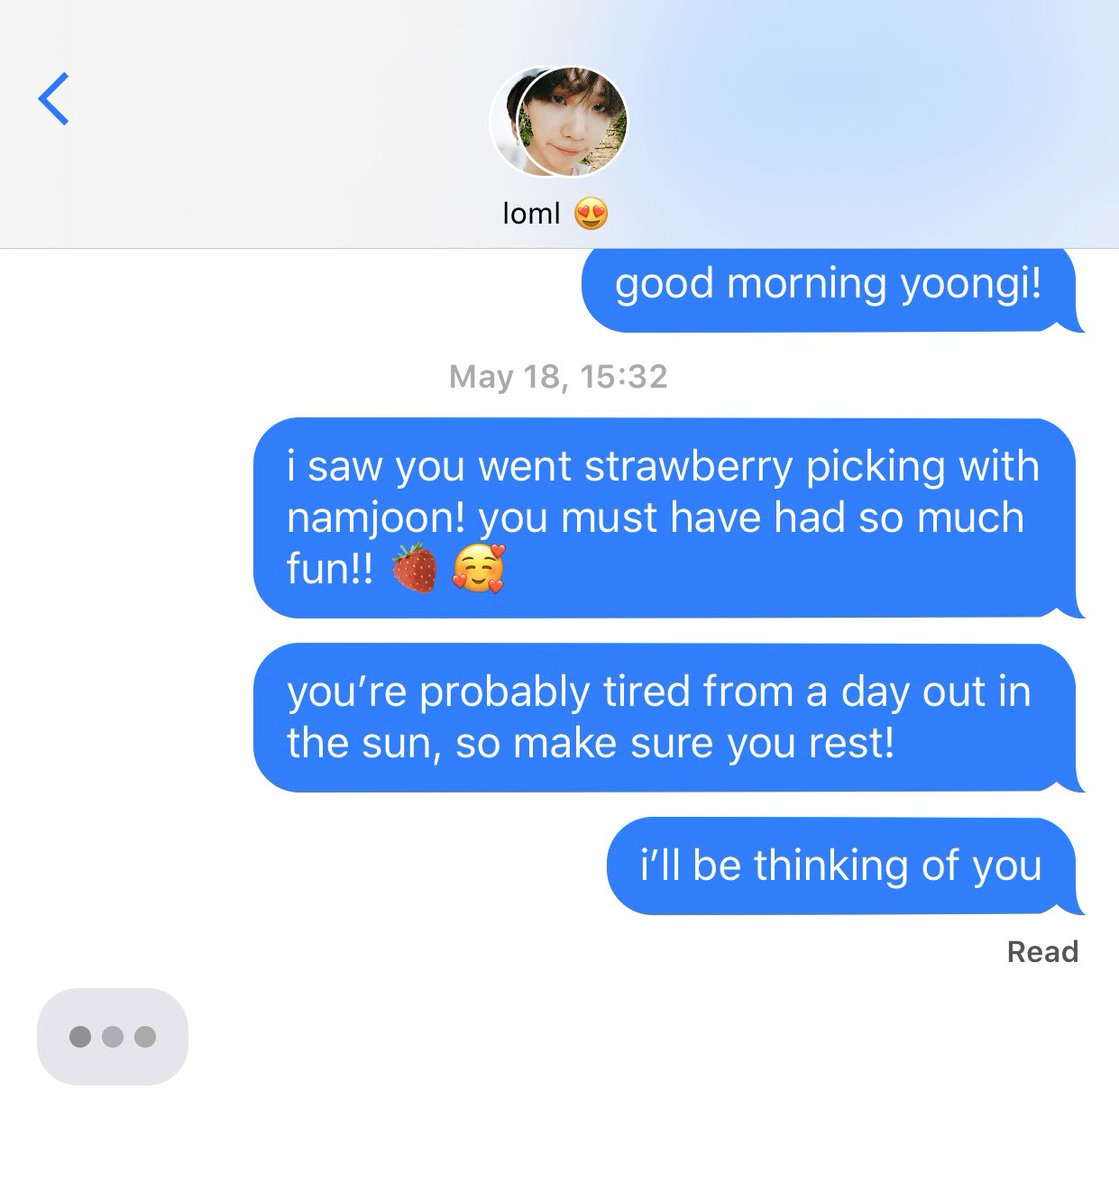 loml 😍
good morning yoongi!
May 18, 15:32
i saw you went strawberry picking with
namjoon! you must have had so much
fun!! 🍓 🥰
you’re probably tired from a day out in
the sun, so make sure you rest!
i’ll be thinking of you
Read